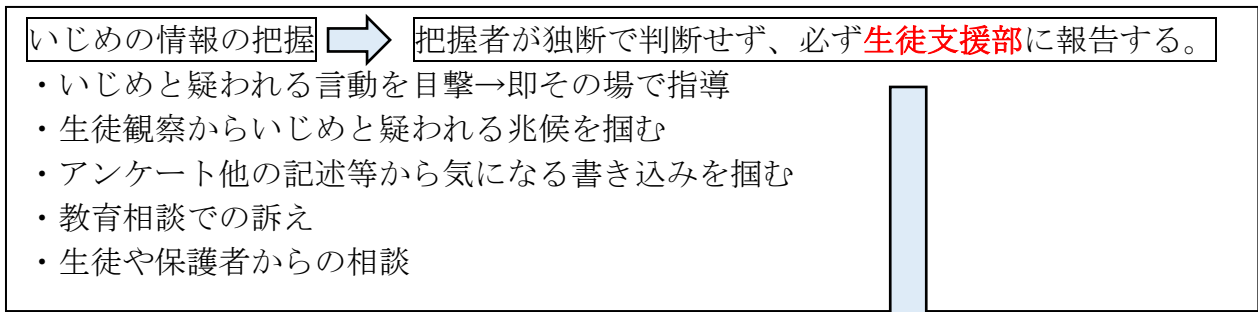 いじめの情報の把握 把握者が独断で判断せず、必ず生徒支援部に報告する。
・いじめと疑われる言動を目撃→即その場で指導
・生徒観察からいじめと疑われる兆候を掴む
・アンケート他の記述等から気になる書き込みを掴む
・教育相談での訴え
・生徒や保護者からの相談